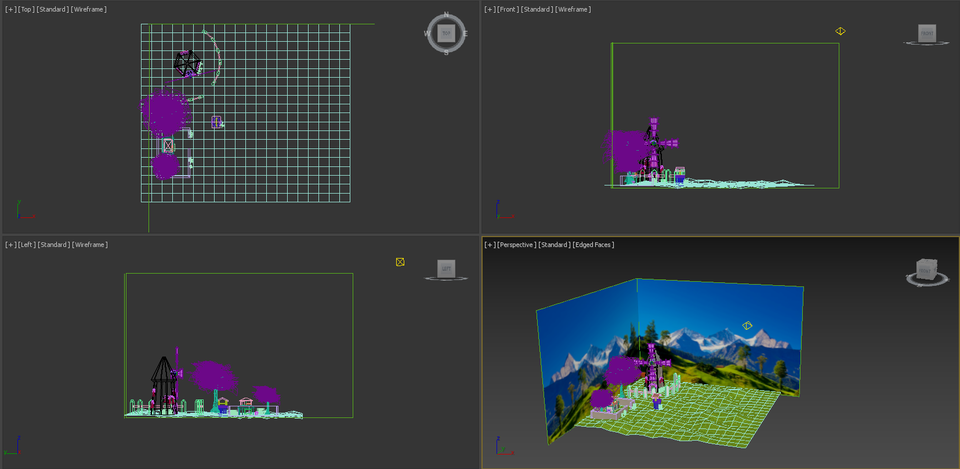 [+] [Top] [Standard] [Wireframe]
N
W
TOP
E
S
[+] [Front] [Standard] [Wireframe]
[+] [Left] [Standard] [Wireframe]
[+] [Perspective] [Standard] [Edged Faces]